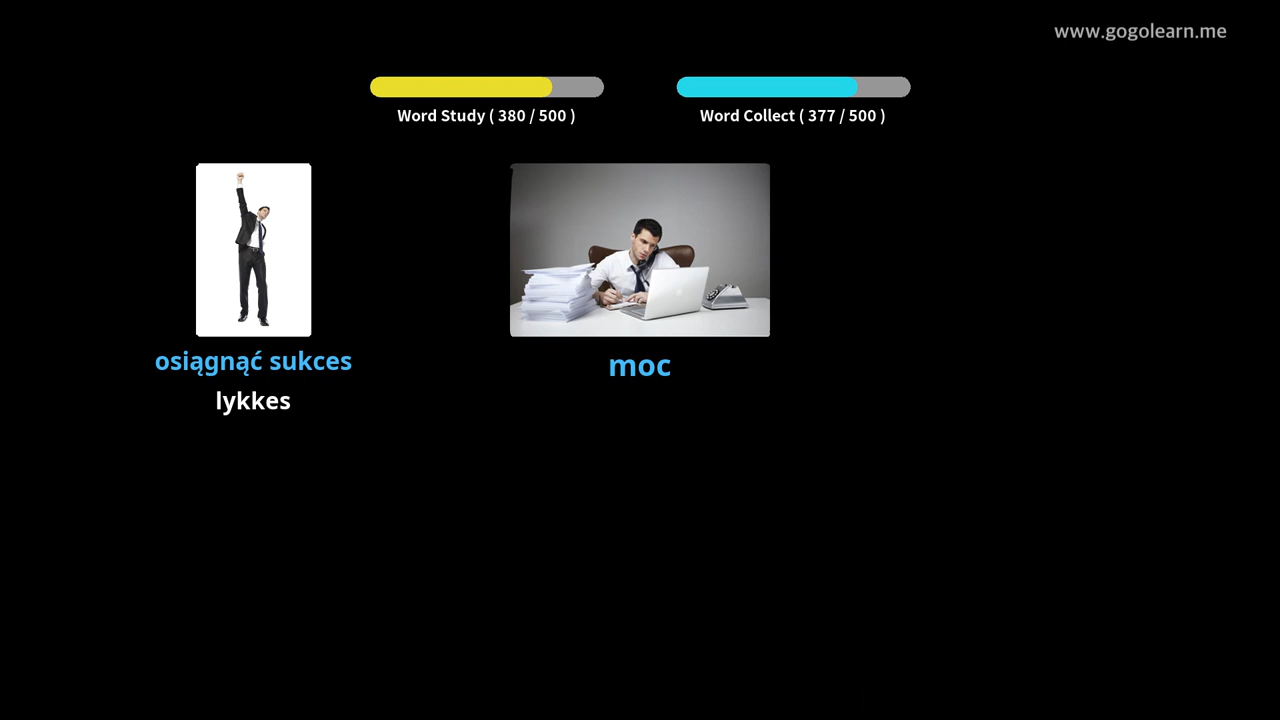 www.gogolearn.me
Word Study ( 380 / 500 )
Word Collect ( 377 / 500 )
osiągnąć sukces
lykkes
moc